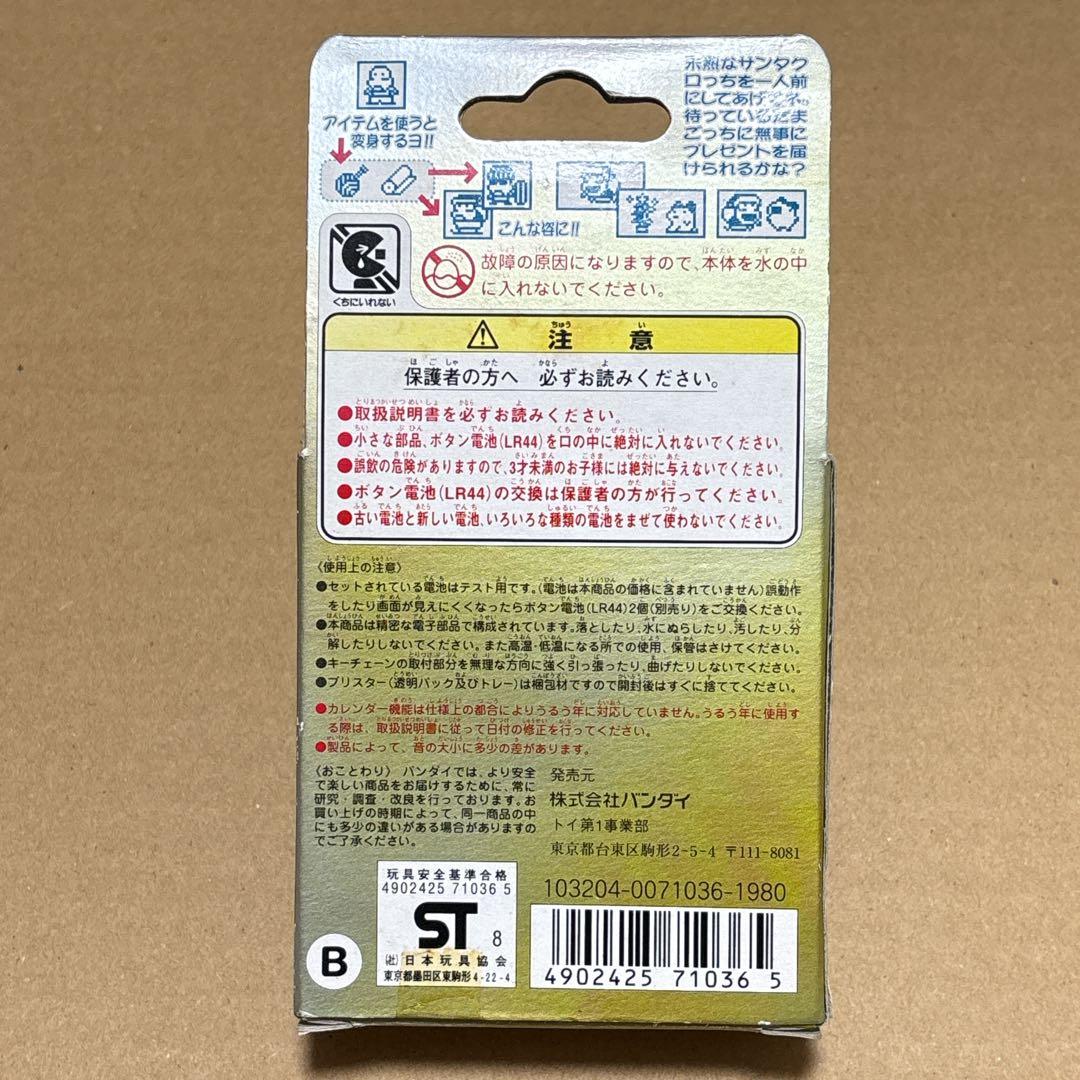 未熟なサンタク
ロっちを一人前
にしてあげてネ。
待っているたま
ごっちに無事に
プレゼントを届
けられるかな?
アイテムを使うと
変身するヨ!!
こんな姿に!!
くちにいれない
故障の原因になりますので、本体を水の中
に入れないでください。
注意
保護者の方へ 必ずお読みください。
●取扱説明書を必ずお読みください。
●小さな部品、ボタン電池(LR44)を口の中に絶対に入れないでください。
●誤飲の危険がありますので、3才未満のお子様には絶対に与えないでください。
●ボタン電池(LR44)の交換は保護者の方が行ってください。
●古い電池と新しい電池、いろいろな種類の電池をまぜて使わないでください。
〈使用上の注意〉
●セットされている電池はテスト用です。(電池は本商品の価格に含まれていません)誤動作
をしたり画面が見えにくくなったらボタン電池(LR44)2個(別売り)をご交換ください。
●本商品は精密な電子部品で構成されています。落としたり、水にぬらしたり、汚したり、分
解したりしないでください。また高温・低温になる所での使用、保管はさけてください。
●キーチェーンの取付部分を無理な方向に強く引っ張ったり、曲げたりしないでください。
●ブリスター(透明パック及びトレー)は梱包材ですので開封後はすぐに捨ててください。
●カレンダー機能は仕様上の都合によりうるう年に対応していません。うるう年に使用す
る際は、取扱説明書に従って日付の修正を行ってください。
●製品によって、音の大小に多少の差があります。
〈おことわり〉バンダイでは、より安全
で楽しい商品をお届けするために、常に
研究・調査・改良を行っております。お
買い上げの時期によって、同一商品の中
にも多少の違いがある場合がありますの
でご了承ください。
発売元
株式会社バンダイ
トイ第1事業部
東京都台東区駒形2-5-4 〒111-8081
玩具安全基準合格
4902425 71036 5
ST 8
(社)日本玩具協会
東京都墨田区東駒形4-22-4
B
103204-0071036-1980
4902425 71036 5